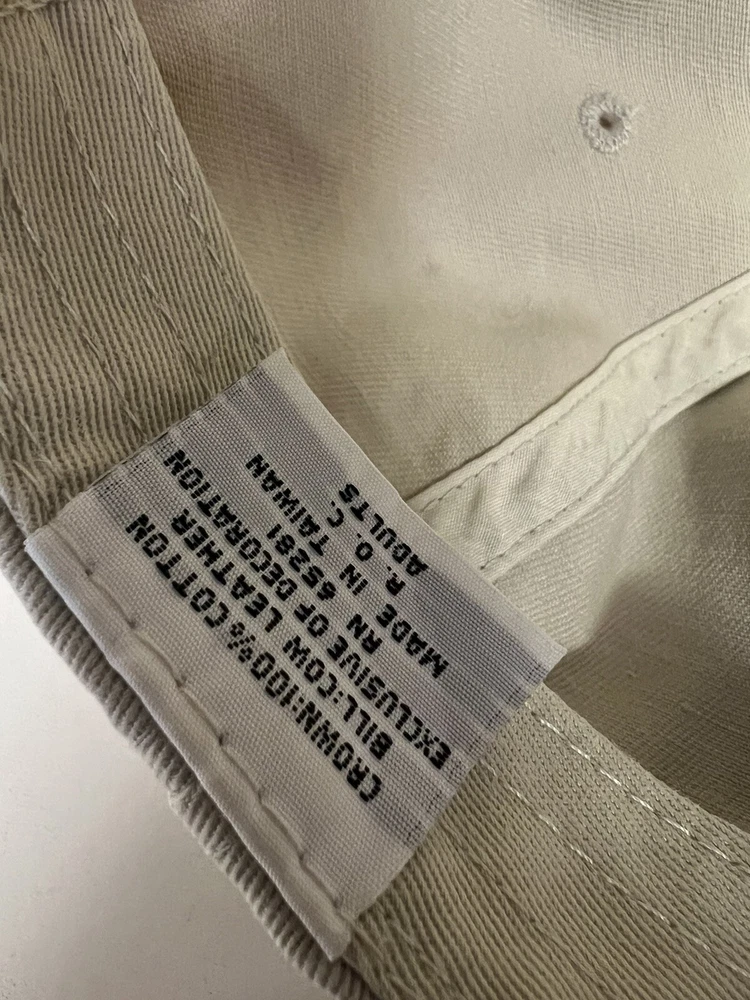 CROWN:100% COTTON
BILL:COW LEATHER
EXCLUSIVE OF DECORATION
RN 65281
MADE IN TAIWAN
R. O. C.
ADULTS